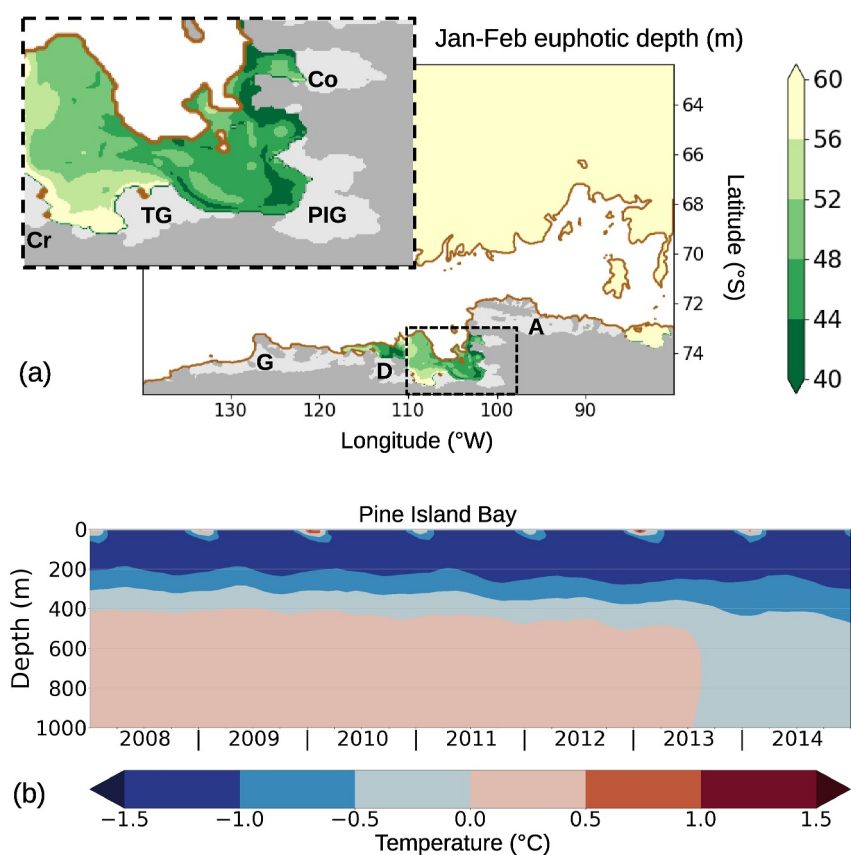 Jan-Feb euphotic depth (m)
Co
TG
PIG
Cr
60
56
52
48
44
40
64
66
68
70
72
74
Latitude (°S)
A
G
D
(a)
130
120
110
100
90
Longitude (°W)
Pine Island Bay
0
200
400
600
800
1000
Depth (m)
2008 | 2009 | 2010 | 2011 | 2012 | 2013 | 2014
(b)
−1.5 −1.0 −0.5 0.0 0.5 1.0 1.5
Temperature (°C)